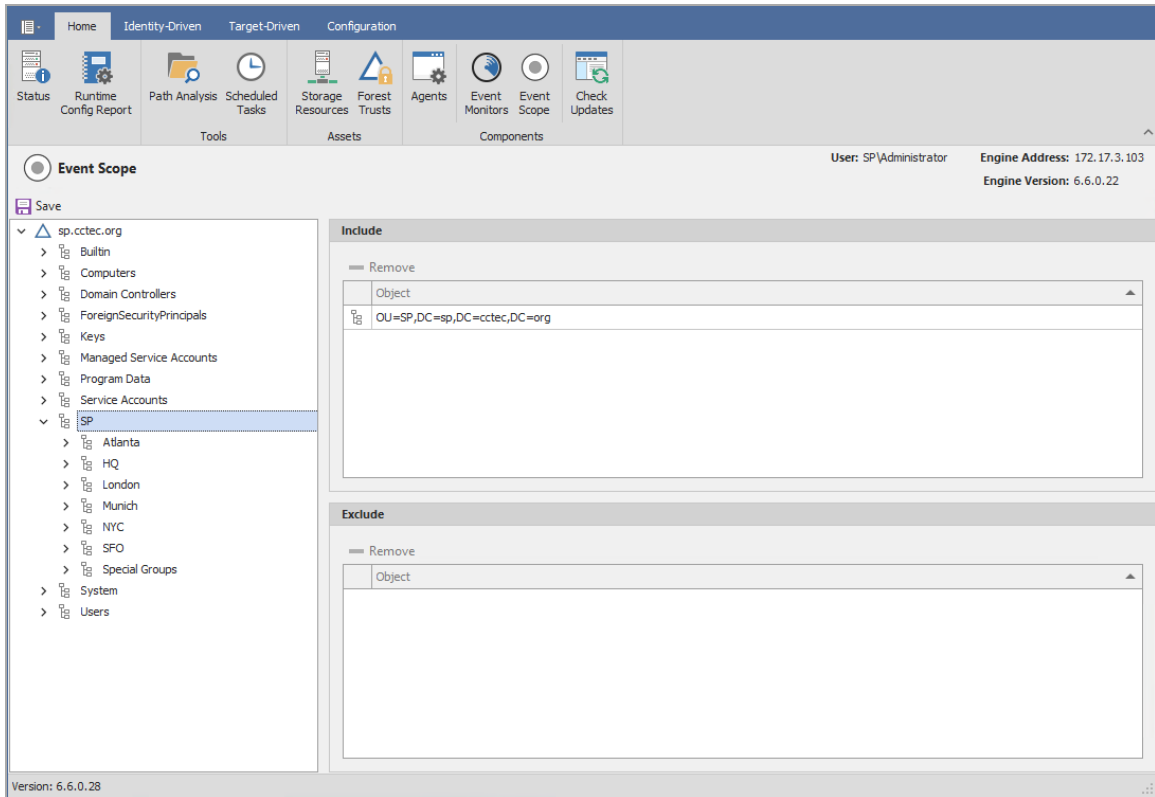 Home Identity-Driven Target-Driven Configuration
Status Runtime Config Report Path Analysis Scheduled Tasks Storage Resources Forest Trusts Agents Event Monitors Event Scope Check Updates
Tools Assets Components
Event Scope
User: SP\Administrator Engine Address: 172.17.3.103
Engine Version: 6.6.0.22
Save
sp.cctec.org
Builtin
Computers
Domain Controllers
ForeignSecurityPrincipals
Keys
Managed Service Accounts
Program Data
Service Accounts
SP
Atlanta
HQ
London
Munich
NYC
SFO
Special Groups
System
Users
Include
Remove
Object
OU=SP,DC=sp,DC=cctec,DC=org
Exclude
Remove
Object
Version: 6.6.0.28